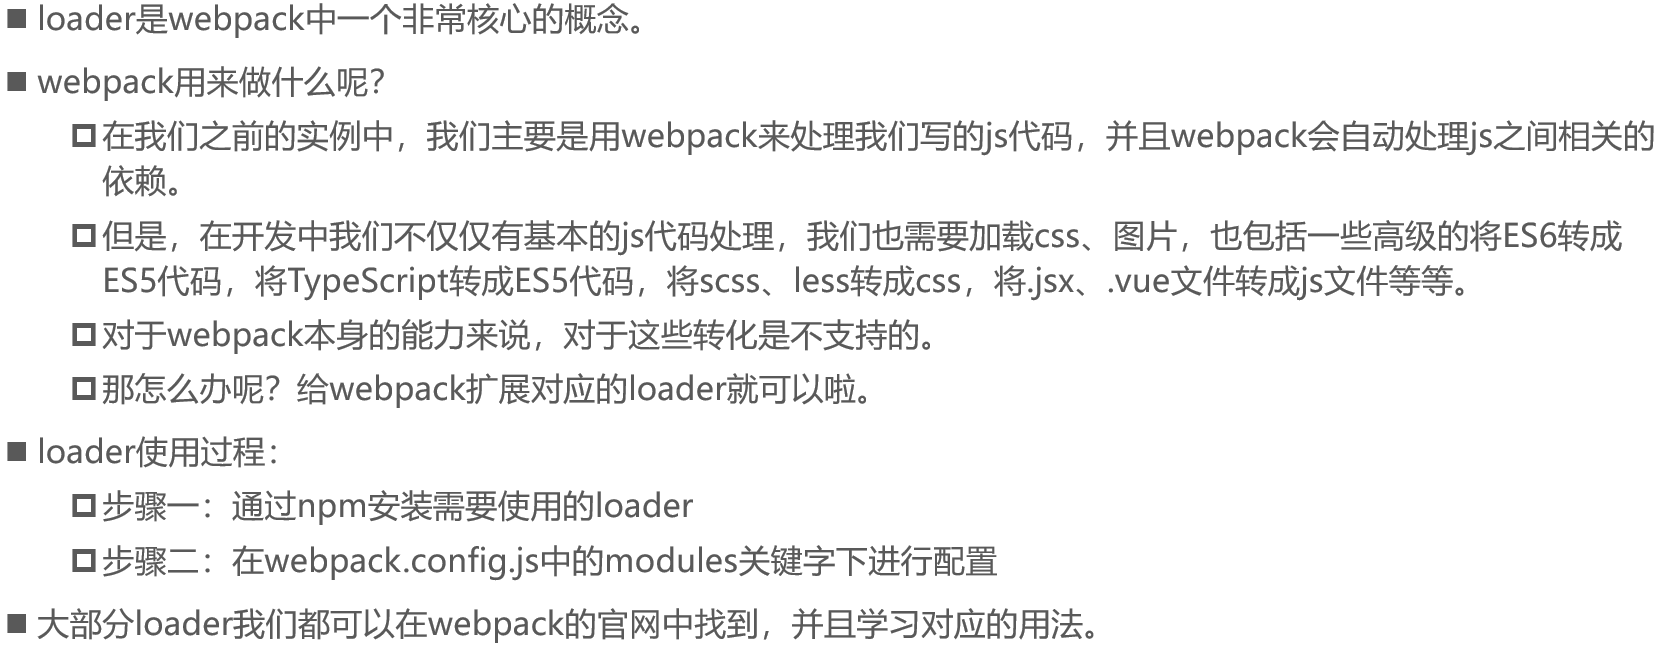 ■ loader是webpack中一个非常核心的概念。
■ webpack用来做什么呢？
在我们之前的实例中，我们主要是用webpack来处理我们写的js代码，并且webpack会自动处理js之间相关的
依赖。
但是，在开发中我们不仅仅有基本的js代码处理，我们也需要加载css、图片，也包括一些高级的将ES6转成
ES5代码，将TypeScript转成ES5代码，将scss、less转成css，将.jsx、.vue文件转成js文件等等。
对于webpack本身的能力来说，对于这些转化是不支持的。
那怎么办呢？给webpack扩展对应的loader就可以啦。
■ loader使用过程：
步骤一：通过npm安装需要使用的loader
步骤二：在webpack.config.js中的modules关键字下进行配置
■ 大部分loader我们都可以在webpack的官网中找到，并且学习对应的用法。